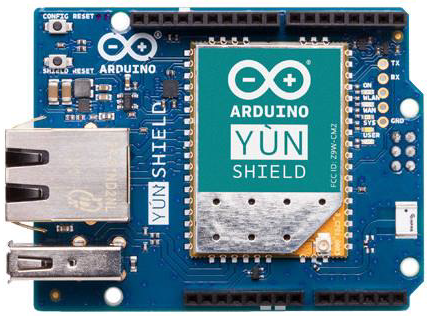 CONFIG RESET
ARDUINO
SHIELD RESET
YÚN SHIELD
ARDUINO
YÙN
SHIELD
FCC ID: Z9W-CM2
TX
RX
ON
WLAN
WAN
SYS
USER
GND